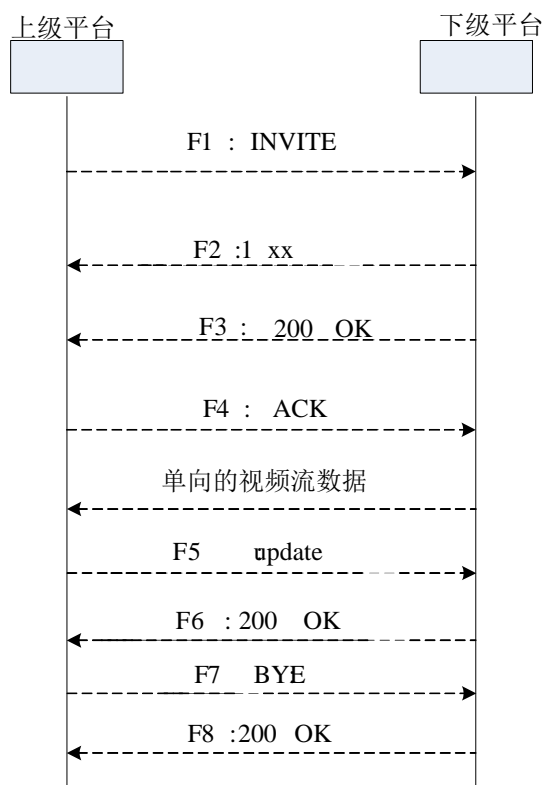 上级平台
下级平台
F1 : INVITE
F2 :1 xx
F3 : 200 OK
F4 : ACK
单向的视频流数据
F5 update
F6 : 200 OK
F7 BYE
F8 :200 OK